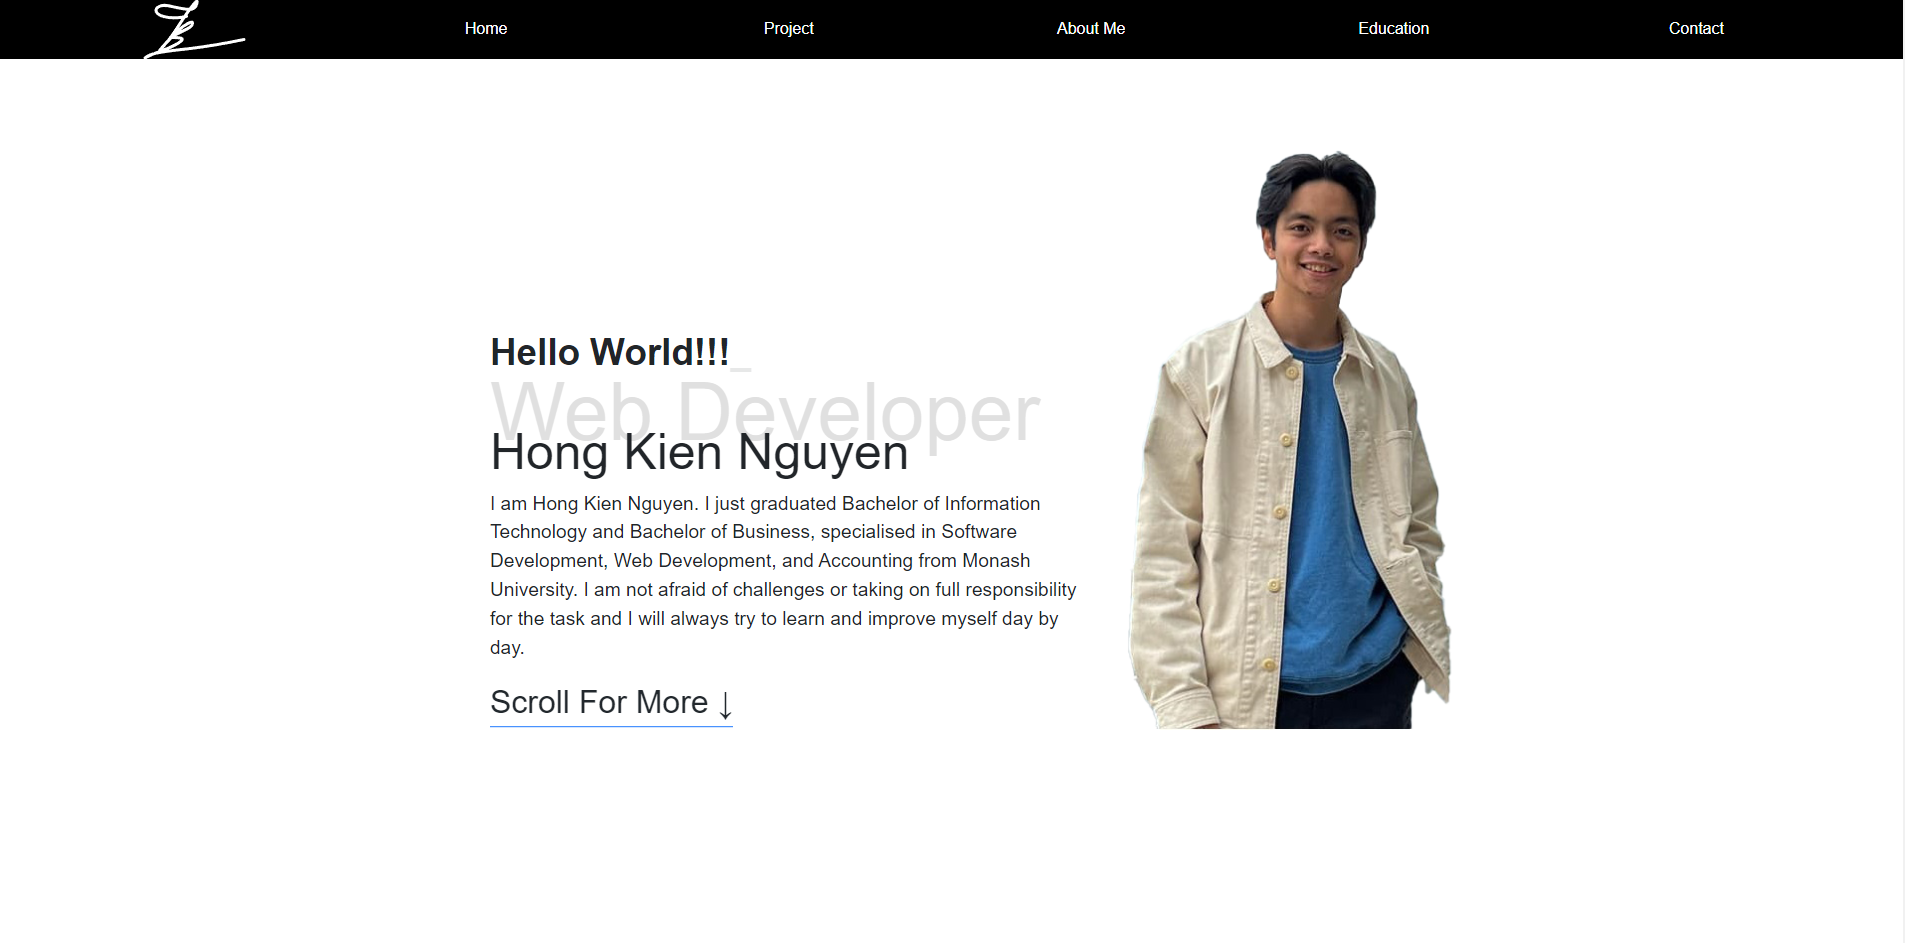 Home Project About Me Education Contact
Hello World!!!_
Web Developer
Hong Kien Nguyen
I am Hong Kien Nguyen. I just graduated Bachelor of Information
Technology and Bachelor of Business, specialised in Software
Development, Web Development, and Accounting from Monash
University. I am not afraid of challenges or taking on full responsibility
for the task and I will always try to learn and improve myself day by
day.
Scroll For More ↓